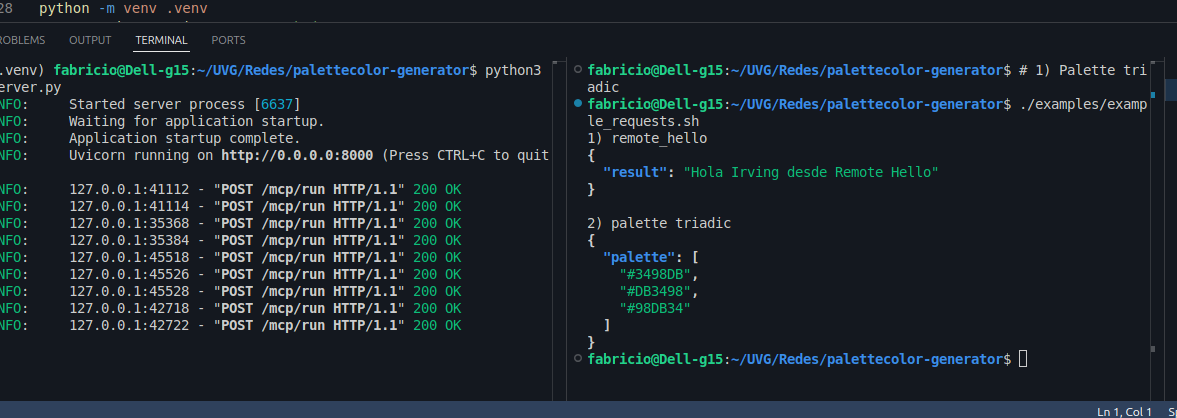 28 python -m venv .venv
ROBLEMS OUTPUT TERMINAL PORTS
.venv) fabricio@Dell-g15:~/UVG/Redes/palettecolor-generator$ python3
erver.py
NFO: Started server process [6637]
NFO: Waiting for application startup.
NFO: Application startup complete.
NFO: Uvicorn running on http://0.0.0.0:8000 (Press CTRL+C to quit
NFO: 127.0.0.1:41112 - "POST /mcp/run HTTP/1.1" 200 OK
NFO: 127.0.0.1:41114 - "POST /mcp/run HTTP/1.1" 200 OK
NFO: 127.0.0.1:35368 - "POST /mcp/run HTTP/1.1" 200 OK
NFO: 127.0.0.1:35384 - "POST /mcp/run HTTP/1.1" 200 OK
NFO: 127.0.0.1:45518 - "POST /mcp/run HTTP/1.1" 200 OK
NFO: 127.0.0.1:45526 - "POST /mcp/run HTTP/1.1" 200 OK
NFO: 127.0.0.1:45528 - "POST /mcp/run HTTP/1.1" 200 OK
NFO: 127.0.0.1:42718 - "POST /mcp/run HTTP/1.1" 200 OK
NFO: 127.0.0.1:42722 - "POST /mcp/run HTTP/1.1" 200 OK
fabricio@Dell-g15:~/UVG/Redes/palettecolor-generator$ # 1) Palette tri
adic
fabricio@Dell-g15:~/UVG/Redes/palettecolor-generator$ ./examples/examp
le_requests.sh
1) remote_hello
{
"result": "Hola Irving desde Remote Hello"
}
2) palette triadic
{
"palette": [
"#3498DB",
"#DB3498",
"#98DB34"
]
}
fabricio@Dell-g15:~/UVG/Redes/palettecolor-generator$
Ln 1, Col 1 S